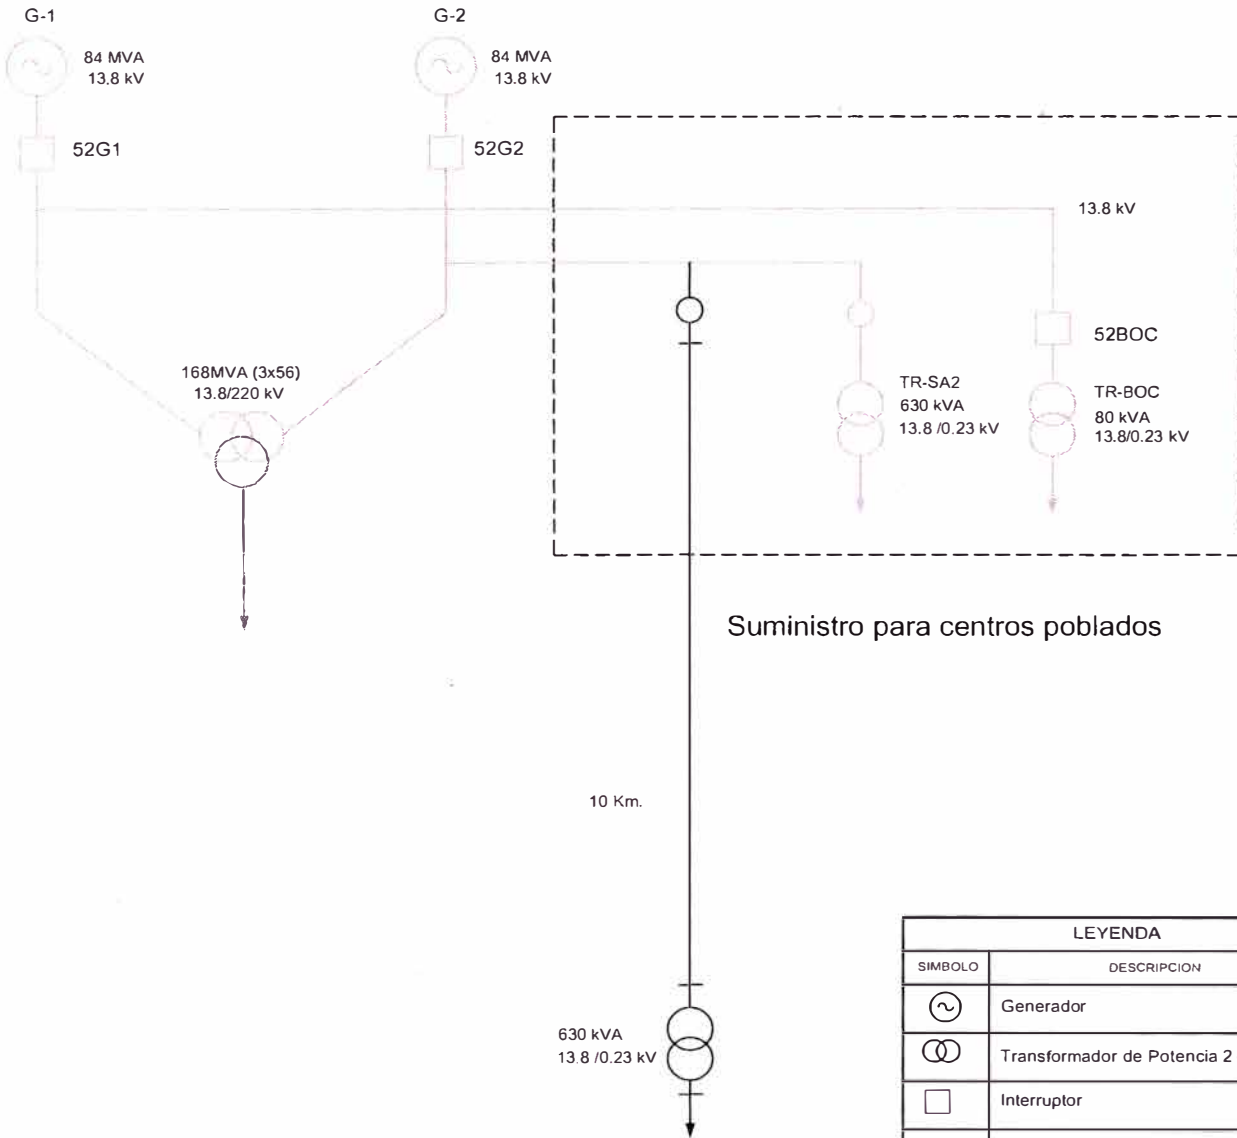 G-1
84 MVA
13.8 kV
52G1
G-2
84 MVA
13.8 kV
52G2
13.8 kV
52BOC
168MVA (3x56)
13.8/220 kV
TR-SA2
630 kVA
13.8 /0.23 kV
TR-BOC
80 kVA
13.8/0.23 kV
Suministro para centros poblados
10 Km.
630 kVA
13.8 /0.23 kV
LEYENDA
SIMBOLO DESCRIPCION
Generador
Transformador de Potencia 2
Interruptor